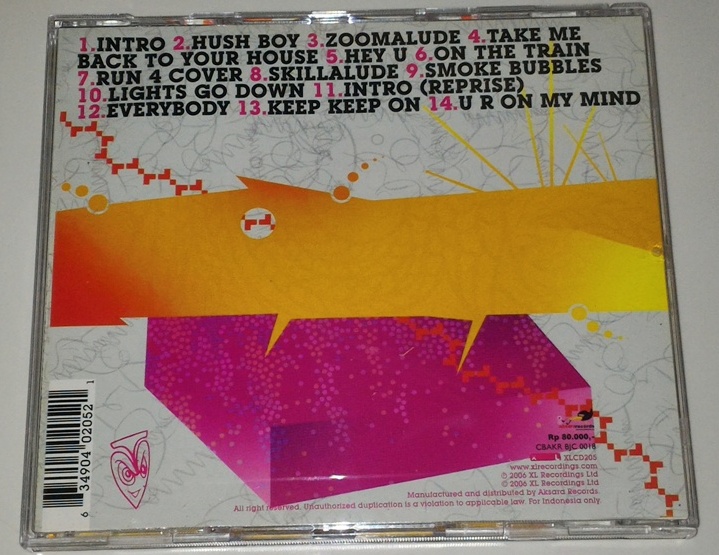 1.INTRO 2.HUSH BOY 3.ZOOMALUDE 4.TAKE ME
BACK TO YOUR HOUSE 5.HEY U 6.ON THE TRAIN
7.RUN 4 COVER 8.SKILLALUDE 9.SMOKE BUBBLES
10.LIGHTS GO DOWN 11.INTRO (REPRISE)
12.EVERYBODY 13.KEEP KEEP ON 14.U R ON MY MIND
Rp 80.000,-
CBAKR BJC 0018
XLCD205
www.xlrecordings.com
℗ 2006 XL Recordings Ltd
© 2006 XL Recordings Ltd
Manufactured and distributed by Aksara Records.
All right reserved. Unauthorized duplication is a violation to applicable law. For Indonesia only.
6 34904 02052 1